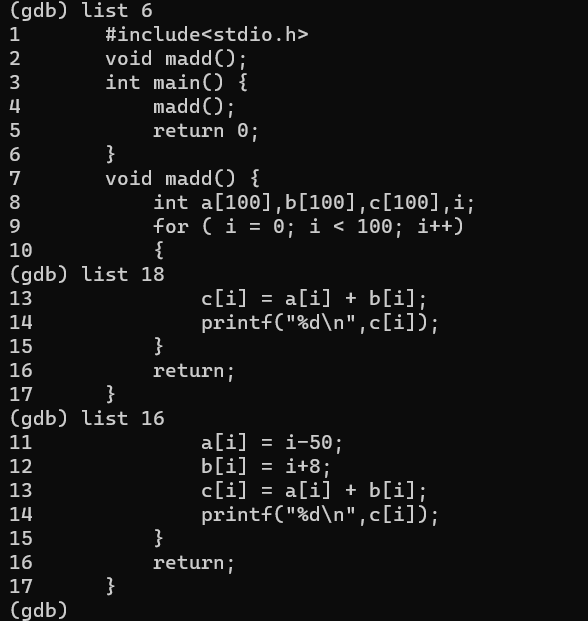 (gdb) list 6
1       #include<stdio.h>
2       void madd();
3       int main() {
4           madd();
5           return 0;
6       }
7       void madd() {
8           int a[100],b[100],c[100],i;
9           for ( i = 0; i < 100; i++)
10          {
(gdb) list 18
13              c[i] = a[i] + b[i];
14              printf("%d\n",c[i]);
15          }
16          return;
17      }
(gdb) list 16
11              a[i] = i-50;
12              b[i] = i+8;
13              c[i] = a[i] + b[i];
14              printf("%d\n",c[i]);
15          }
16          return;
17      }
(gdb)